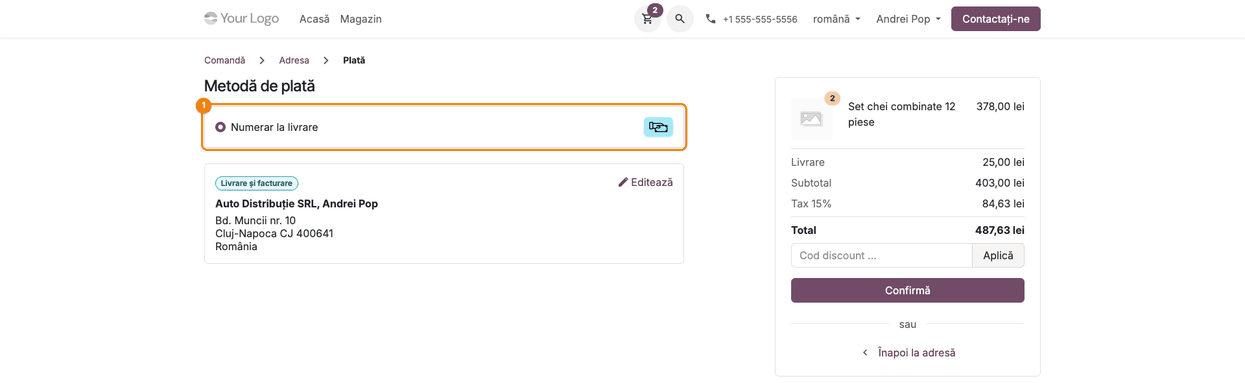 Your Logo
Acasă
Magazin
2
+1 555-555-5556
română
Andrei Pop
Contactați-ne
Comandă
Adresa
Plată
Metodă de plată
1
Numerar la livrare
Livrare și facturare
Editează
Auto Distribuție SRL, Andrei Pop
Bd. Muncii nr. 10
Cluj-Napoca CJ 400641
România
2
Set chei combinate 12
piese
378,00 lei
Livrare 25,00 lei
Subtotal 403,00 lei
Tax 15% 84,63 lei
Total 487,63 lei
Cod discount ...
Aplică
Confirmă
sau
Înapoi la adresă